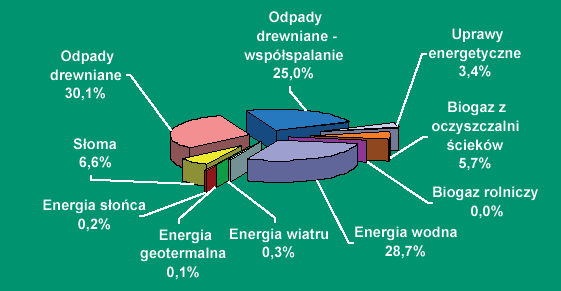 Odpady
drewniane -
współspalanie
25,0%
Uprawy
energetyczne
3,4%
Odpady
drewniane
30,1%
Biogaz z
oczyszczalni
ścieków
5,7%
Słoma
6,6%
Biogaz rolniczy
0,0%
Energia słońca
0,2%
Energia
geotermalna
0,1%
Energia wiatru
0,3%
Energia wodna
28,7%